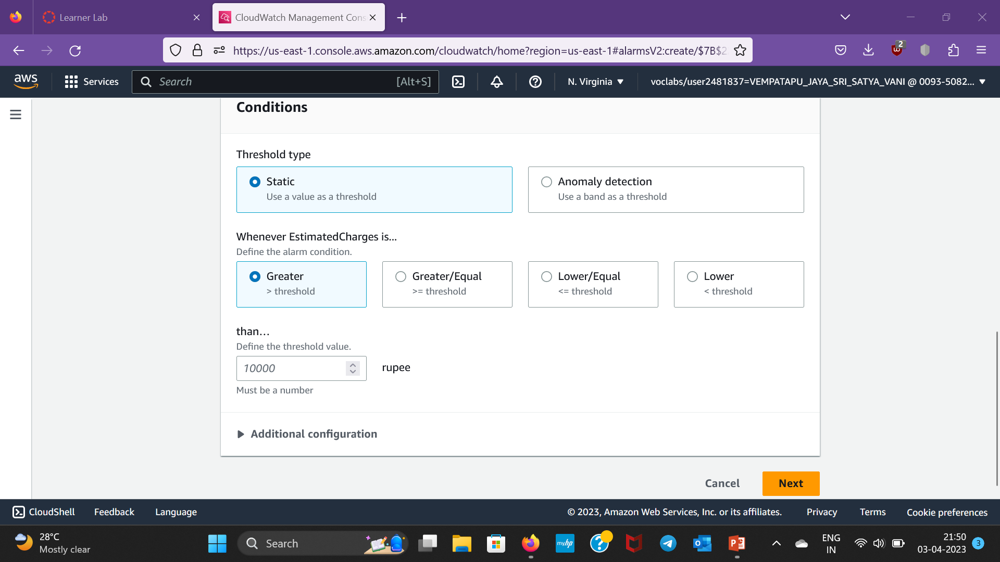 Learner Lab
CloudWatch Management Cons
https://us-east-1.console.aws.amazon.com/cloudwatch/home?region=us-east-1#alarmsV2:create/$7B$2
2
aws
Services
Search
[Alt+S]
N. Virginia
voclabs/user2481837=VEMPATAPU_JAYA_SRI_SATYA_VANI @ 0093-5082...
Conditions
Threshold type
Static
Use a value as a threshold
Anomaly detection
Use a band as a threshold
Whenever EstimatedCharges is...
Define the alarm condition.
Greater
> threshold
Greater/Equal
>= threshold
Lower/Equal
<= threshold
Lower
< threshold
than...
Define the threshold value.
10000
rupee
Must be a number
Additional configuration
Cancel
Next
CloudShell
Feedback
Language
© 2023, Amazon Web Services, Inc. or its affiliates.
Privacy
Terms
Cookie preferences
28°C
Mostly clear
Search
myhp
ENG
IN
21:50
03-04-2023
3